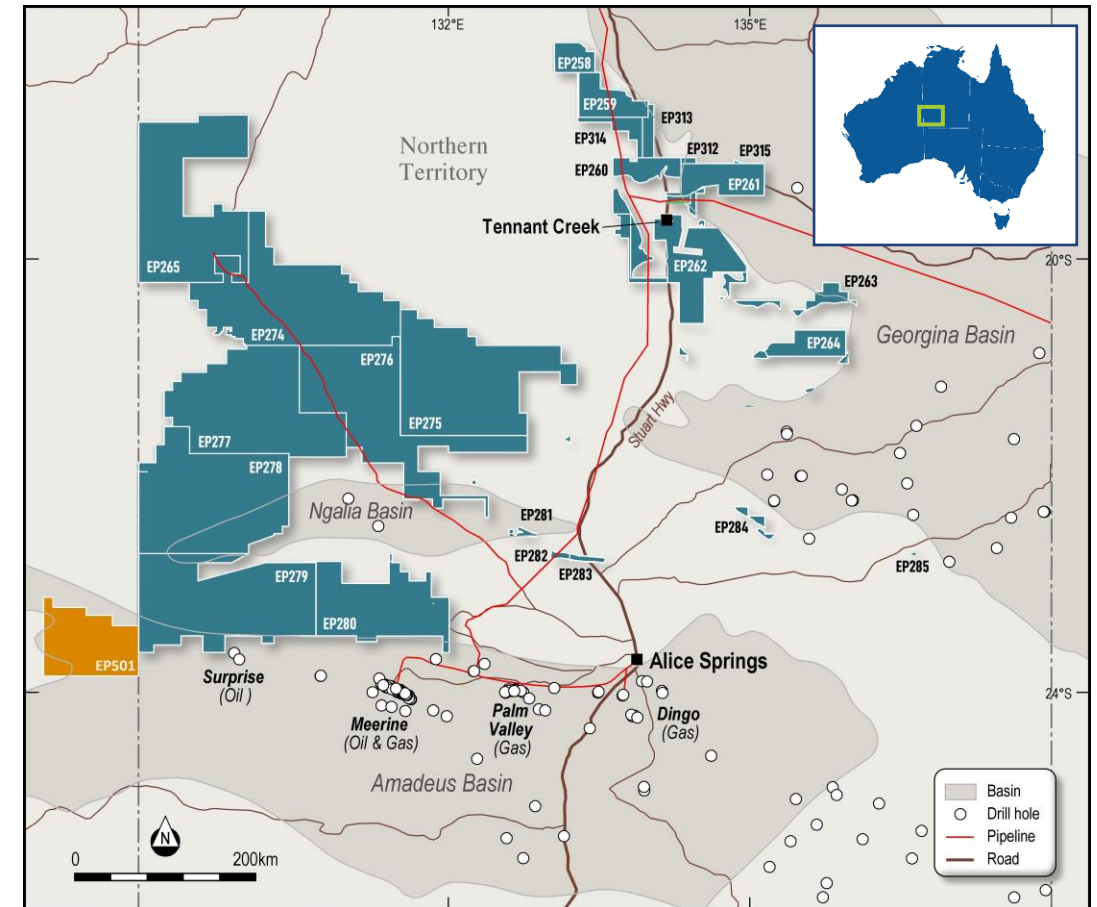 132°E
135°E
EP258
EP259
EP313
EP314
EP312
EP315
EP260
EP261
Northern
Territory
Tennant Creek
EP265
EP262
20°S
EP263
EP274
EP276
EP264
Georgina Basin
EP275
Stuart Hwy
EP277
EP278
Ngalia Basin
EP281
EP284
EP282
EP283
EP285
EP279
EP280
EP501
Alice Springs
Surprise
(Oil )
24°S
Meerine
(Oil & Gas)
Palm
Valley
(Gas)
Dingo
(Gas)
Amadeus Basin
Basin
Drill hole
Pipeline
Road
N
0
200km